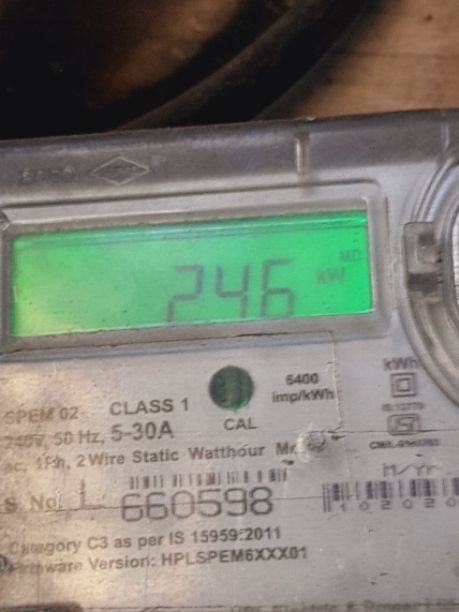 MD
246 kW
kWh
6400
imp/kWh
SPEM 02 CLASS 1
CAL
240V, 50 Hz, 5-30A
ac, 1Ph, 2 Wire Static Watthour
M/Yr
S. No. L 660598
Category C3 as per IS 15959:2011
Firmware Version: HPLSPEM6XXX01